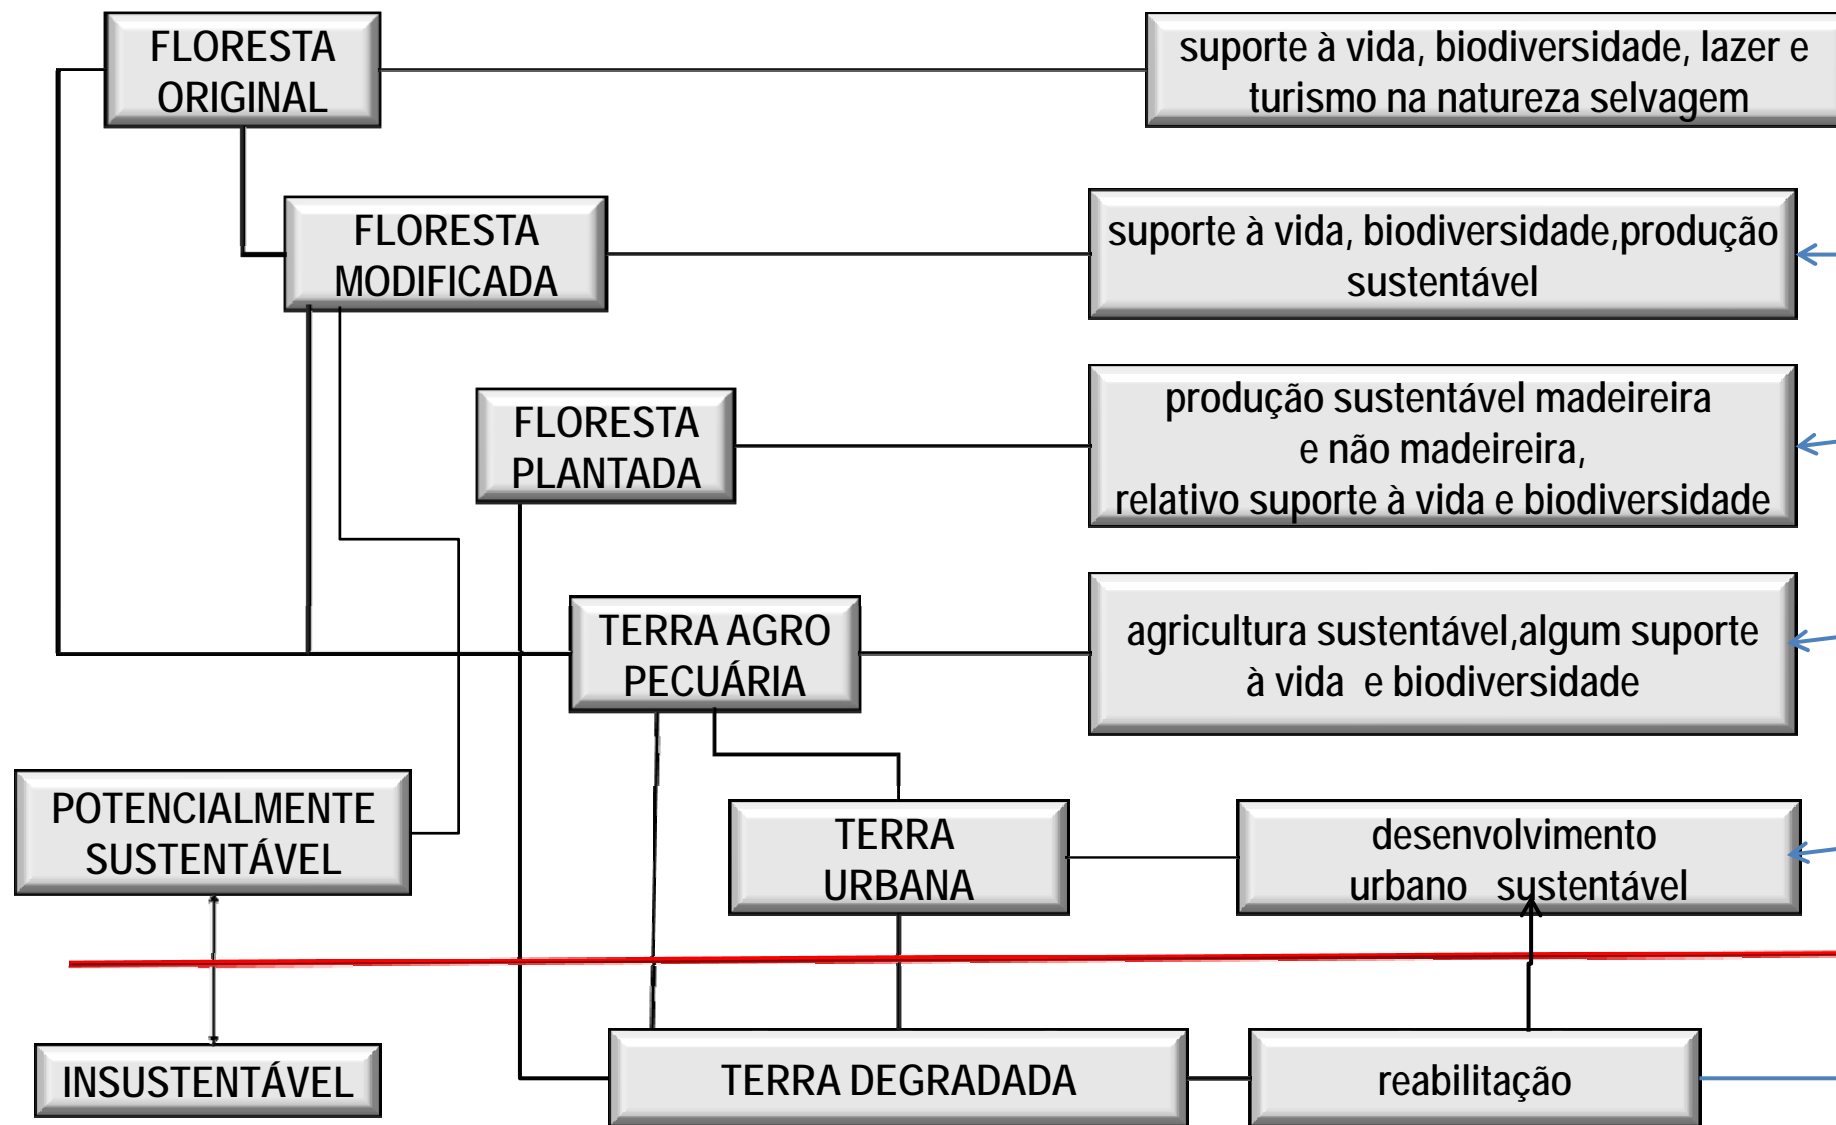 FLORESTA
ORIGINAL
suporte à vida, biodiversidade, lazer e
turismo na natureza selvagem
FLORESTA
MODIFICADA
suporte à vida, biodiversidade,produção
sustentável
FLORESTA
PLANTADA
produção sustentável madeireira
e não madeireira,
relativo suporte à vida e biodiversidade
TERRA AGRO
PECUÁRIA
agricultura sustentável,algum suporte
à vida e biodiversidade
POTENCIALMENTE
SUSTENTÁVEL
TERRA
URBANA
desenvolvimento
urbano sustentável
INSUSTENTÁVEL
TERRA DEGRADADA
reabilitação